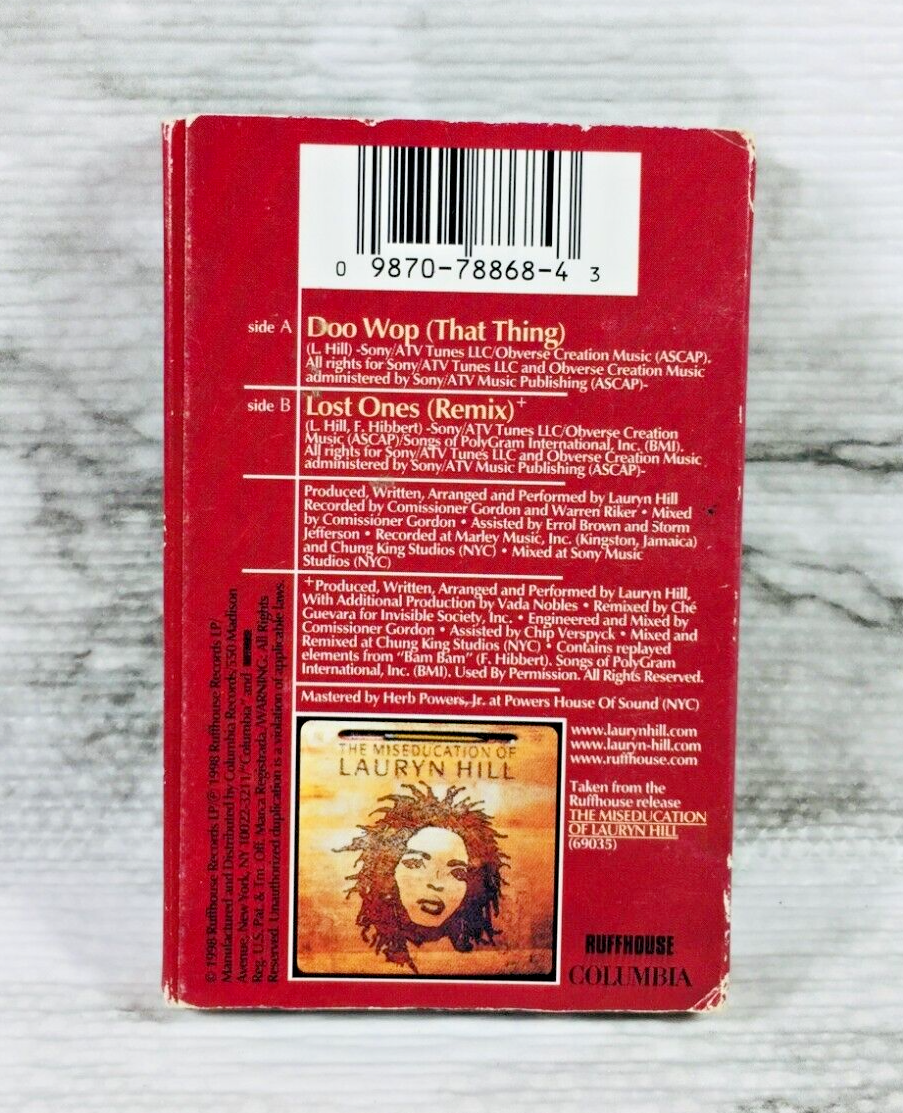 0 9870-78868-4 3
side A Doo Wop (That Thing)
(L. Hill) -Sony/ATV Tunes LLC/Obverse Creation Music (ASCAP).
All rights for Sony/ATV Tunes LLC and Obverse Creation Music
administered by Sony/ATV Music Publishing (ASCAP)-
side B Lost Ones (Remix)+
(L. Hill, F. Hibbert) -Sony/ATV Tunes LLC/Obverse Creation
Music (ASCAP)/Songs of PolyGram International, Inc. (BMI).
All rights for Sony/ATV Tunes LLC and Obverse Creation Music
administered by Sony/ATV Music Publishing (ASCAP)-
Produced, Written, Arranged and Performed by Lauryn Hill
Recorded by Comissioner Gordon and Warren Riker • Mixed
by Comissioner Gordon • Assisted by Errol Brown and Storm
Jefferson • Recorded at Marley Music, Inc. (Kingston, Jamaica)
and Chung King Studios (NYC) • Mixed at Sony Music
Studios (NYC)
+Produced, Written, Arranged and Performed by Lauryn Hill,
With Additional Production by Vada Nobles • Remixed by Ché
Guevara for Invisible Society, Inc. • Engineered and Mixed by
Comissioner Gordon • Assisted by Chip Verspyck • Mixed and
Remixed at Chung King Studios (NYC) • Contains replayed
elements from "Bam Bam" (F. Hibbert). Songs of PolyGram
International, Inc. (BMI). Used By Permission. All Rights Reserved.
Mastered by Herb Powers, Jr. at Powers House Of Sound (NYC)
THE MISEDUCATION OF
LAURYN HILL
www.laurynhill.com
www.lauryn-hill.com
www.ruffhouse.com
Taken from the
Ruffhouse release
THE MISEDUCATION
OF LAURYN HILL
(69035)
RUFFHOUSE
COLUMBIA
© 1998 Ruffhouse Records LP/℗ 1998 Ruffhouse Records LP/
Manufactured and Distributed by Columbia Records/550 Madison
Avenue, New York, NY 10022-3211/"Columbia" and
Reg. U.S. Pat. & Tm. Off. Marca Registrada./WARNING: All Rights
Reserved. Unauthorized duplication is a violation of applicable laws.